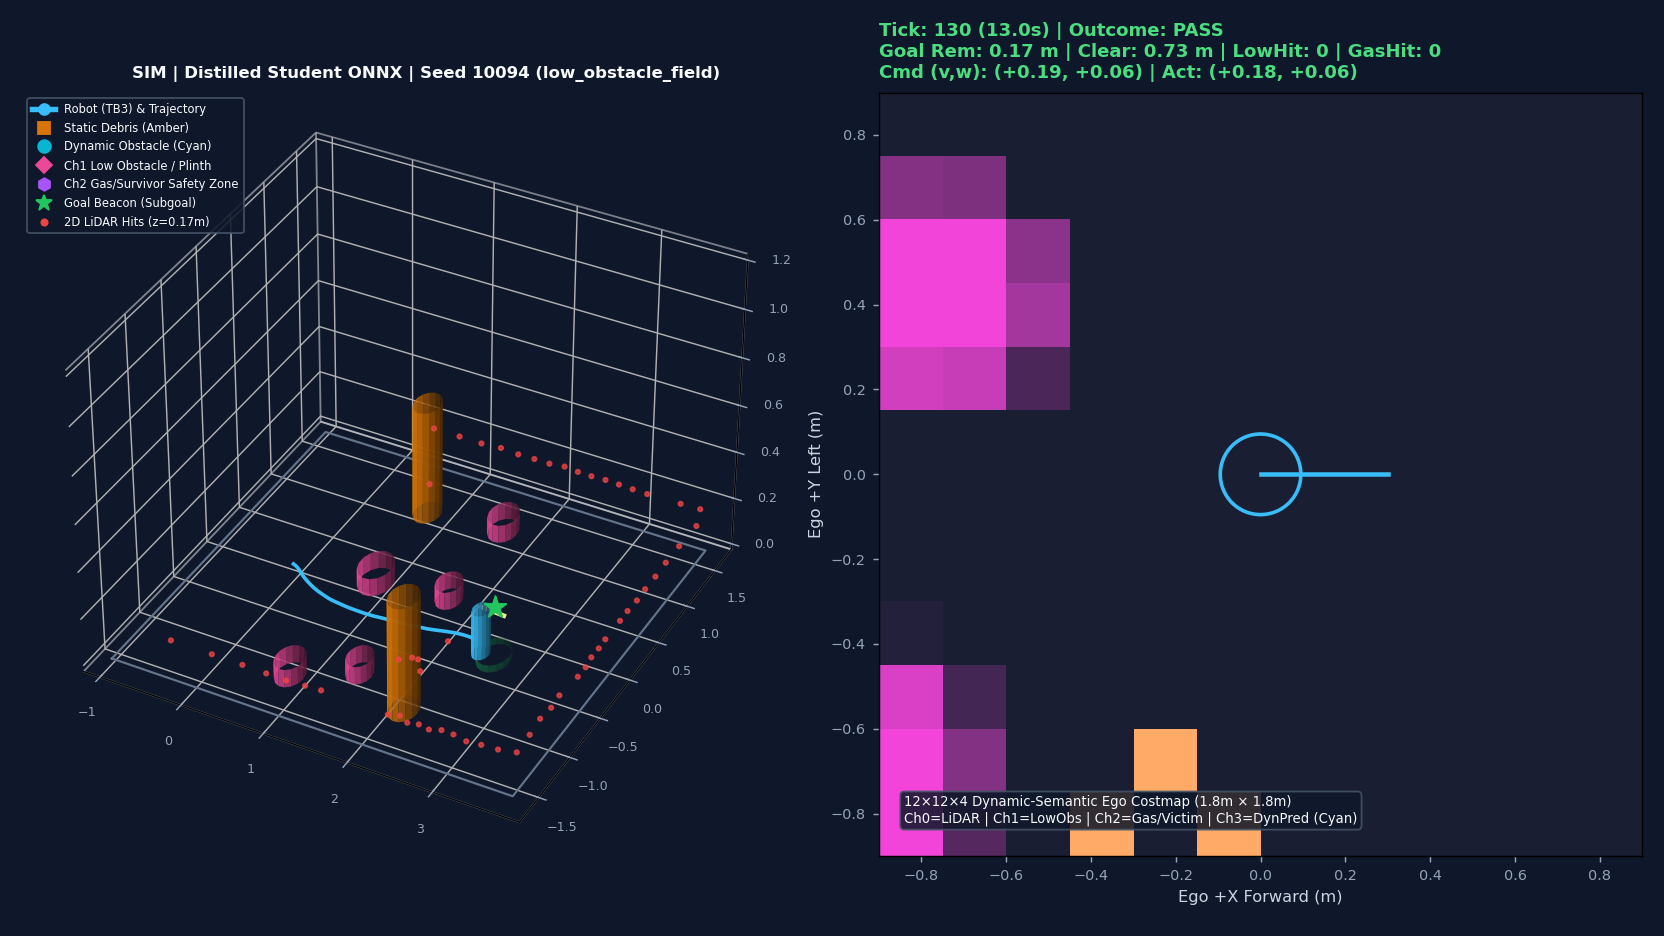 SIM | Distilled Student ONNX | Seed 10094 (low_obstacle_field)
Robot (TB3) & Trajectory
Static Debris (Amber)
Dynamic Obstacle (Cyan)
Ch1 Low Obstacle / Plinth
Ch2 Gas/Survivor Safety Zone
Goal Beacon (Subgoal)
2D LiDAR Hits (z=0.17m)
1.2
1.0
0.8
0.6
0.4
0.2
0.0
1.5
1.0
0.5
0.0
−0.5
−1.0
−1.5
−1
0
1
2
3
Tick: 130 (13.0s) | Outcome: PASS
Goal Rem: 0.17 m | Clear: 0.73 m | LowHit: 0 | GasHit: 0
Cmd (v,w): (+0.19, +0.06) | Act: (+0.18, +0.06)
Ego +Y Left (m)
0.8
0.6
0.4
0.2
0.0
−0.2
−0.4
−0.6
−0.8
12×12×4 Dynamic-Semantic Ego Costmap (1.8m × 1.8m)
Ch0=LiDAR | Ch1=LowObs | Ch2=Gas/Victim | Ch3=DynPred (Cyan)
−0.8 −0.6 −0.4 −0.2 0.0 0.2 0.4 0.6 0.8
Ego +X Forward (m)